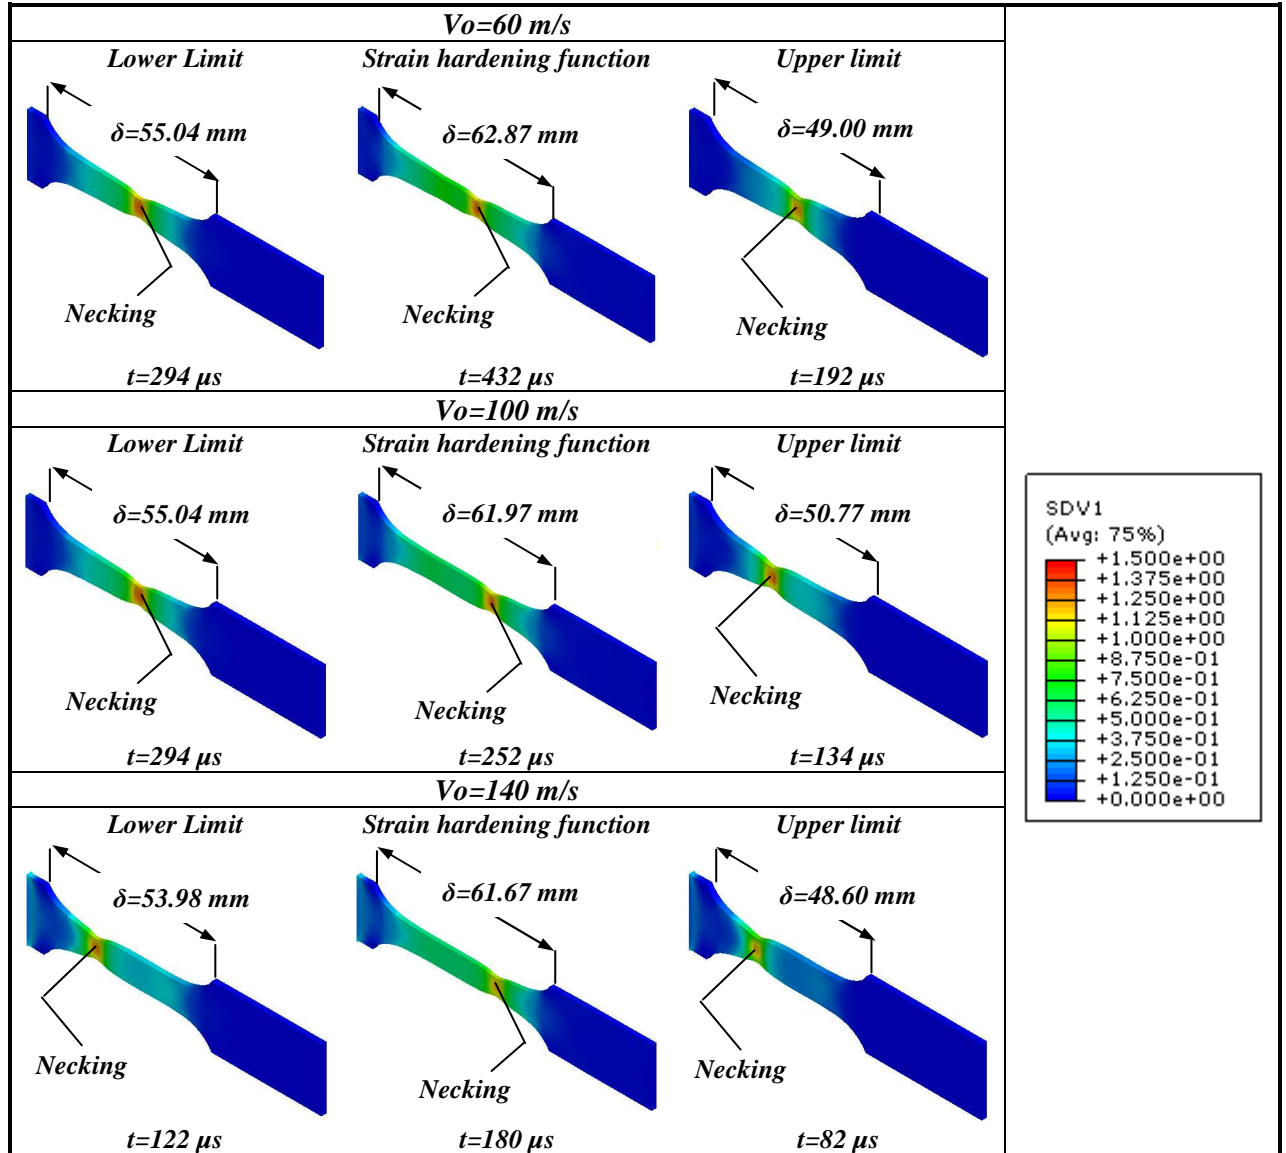 Vo=60 m/s
Lower Limit
Strain hardening function
Upper limit
δ=55.04 mm
δ=62.87 mm
δ=49.00 mm
Necking
Necking
Necking
t=294 μs
t=432 μs
t=192 μs
Vo=100 m/s
Lower Limit
Strain hardening function
Upper limit
δ=55.04 mm
δ=61.97 mm
δ=50.77 mm
Necking
Necking
Necking
t=294 μs
t=252 μs
t=134 μs
Vo=140 m/s
Lower Limit
Strain hardening function
Upper limit
δ=53.98 mm
δ=61.67 mm
δ=48.60 mm
Necking
Necking
Necking
t=122 μs
t=180 μs
t=82 μs
SDV1
(Avg: 75%)
+1.500e+00
+1.375e+00
+1.250e+00
+1.125e+00
+1.000e+00
+8.750e-01
+7.500e-01
+6.250e-01
+5.000e-01
+3.750e-01
+2.500e-01
+1.250e-01
+0.000e+00